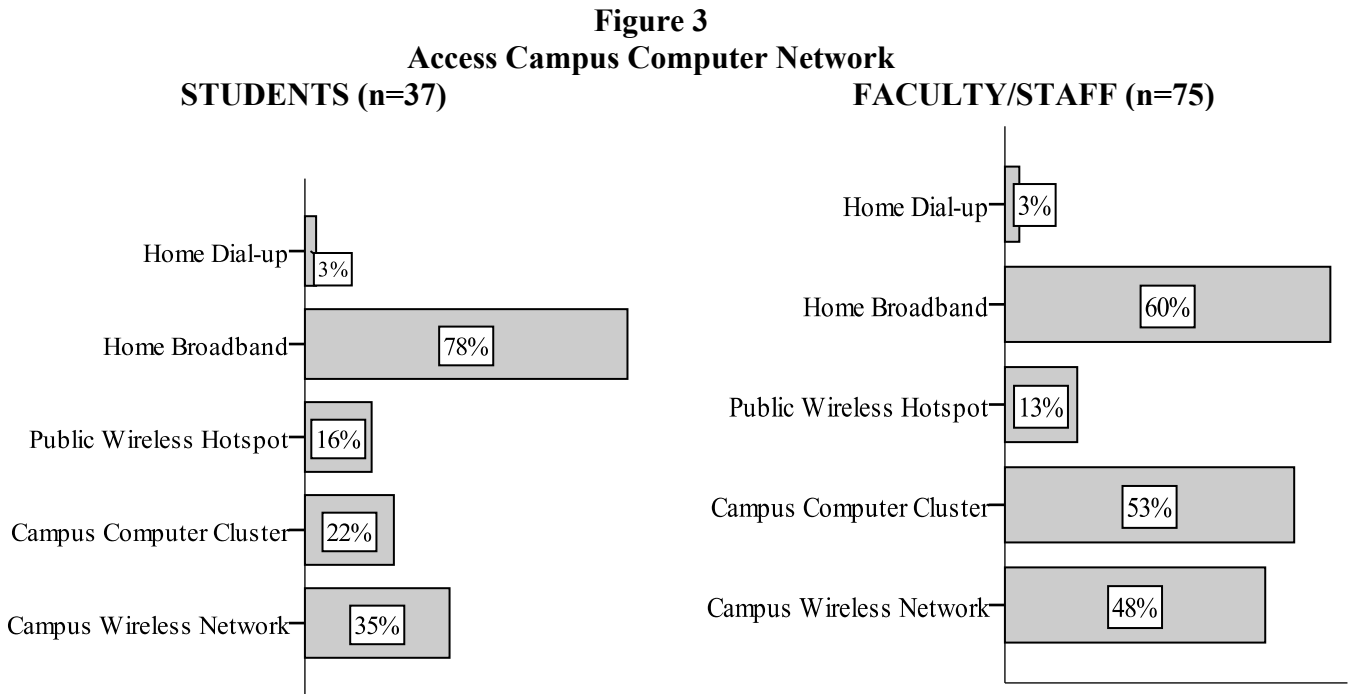 Figure 3
Access Campus Computer Network
STUDENTS (n=37)
FACULTY/STAFF (n=75)
Home Dial-up
3%
Home Broadband
78%
Public Wireless Hotspot
16%
Campus Computer Cluster
22%
Campus Wireless Network
35%
Home Dial-up
3%
Home Broadband
60%
Public Wireless Hotspot
13%
Campus Computer Cluster
53%
Campus Wireless Network
48%